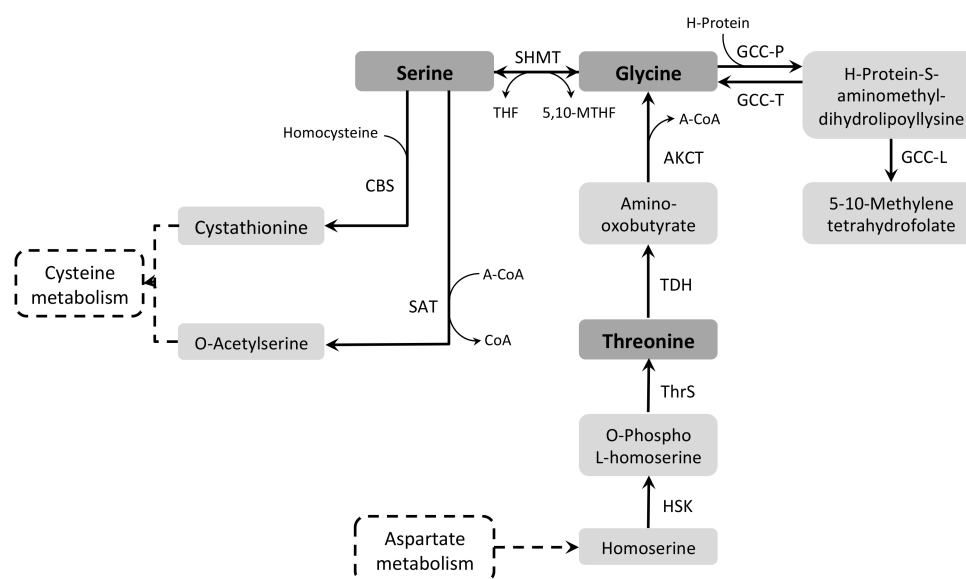 H-Protein
SHMT
GCC-P
Serine
Glycine
H-Protein-S-
aminomethyl-
dihydrolipoyllysine
GCC-T
THF
5,10-MTHF
A-CoA
Homocysteine
AKCT
GCC-L
CBS
Amino-
oxobutyrate
5-10-Methylene
tetrahydrofolate
Cystathionine
Cysteine
metabolism
A-CoA
TDH
SAT
O-Acetylserine
CoA
Threonine
ThrS
O-Phospho
L-homoserine
HSK
Aspartate
metabolism
Homoserine